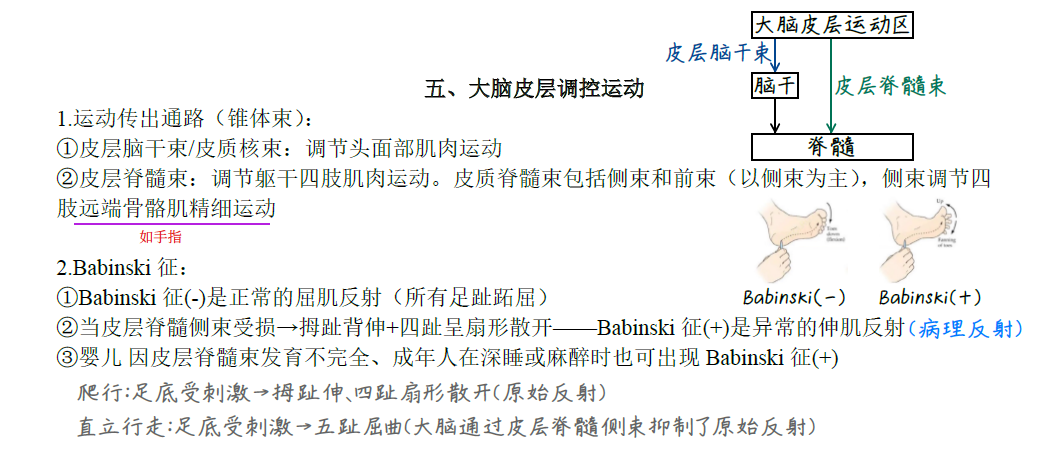 大脑皮层运动区
皮层脑干束
五、大脑皮层调控运动
脑干
皮层脊髓束
1.运动传出通路（锥体束）：
脊髓
①皮层脑干束/皮质核束：调节头面部肌肉运动
②皮层脊髓束：调节躯干四肢肌肉运动。皮质脊髓束包括侧束和前束（以侧束为主），侧束调节四
肢远端骨骼肌精细运动
如手指
Up
Toes
down
(flexion)
Fanning
of toes
2.Babinski 征：
Babinski(-)
Babinski(+)
①Babinski 征(-)是正常的屈肌反射（所有足趾跖屈）
②当皮层脊髓侧束受损→拇趾背伸+四趾呈扇形散开——Babinski 征(+)是异常的伸肌反射(病理反射)
③婴儿 因皮层脊髓束发育不完全、成年人在深睡或麻醉时也可出现 Babinski 征(+)
爬行:足底受刺激→拇趾伸、四趾扇形散开(原始反射)
直立行走:足底受刺激→五趾屈曲(大脑通过皮层脊髓侧束抑制了原始反射)